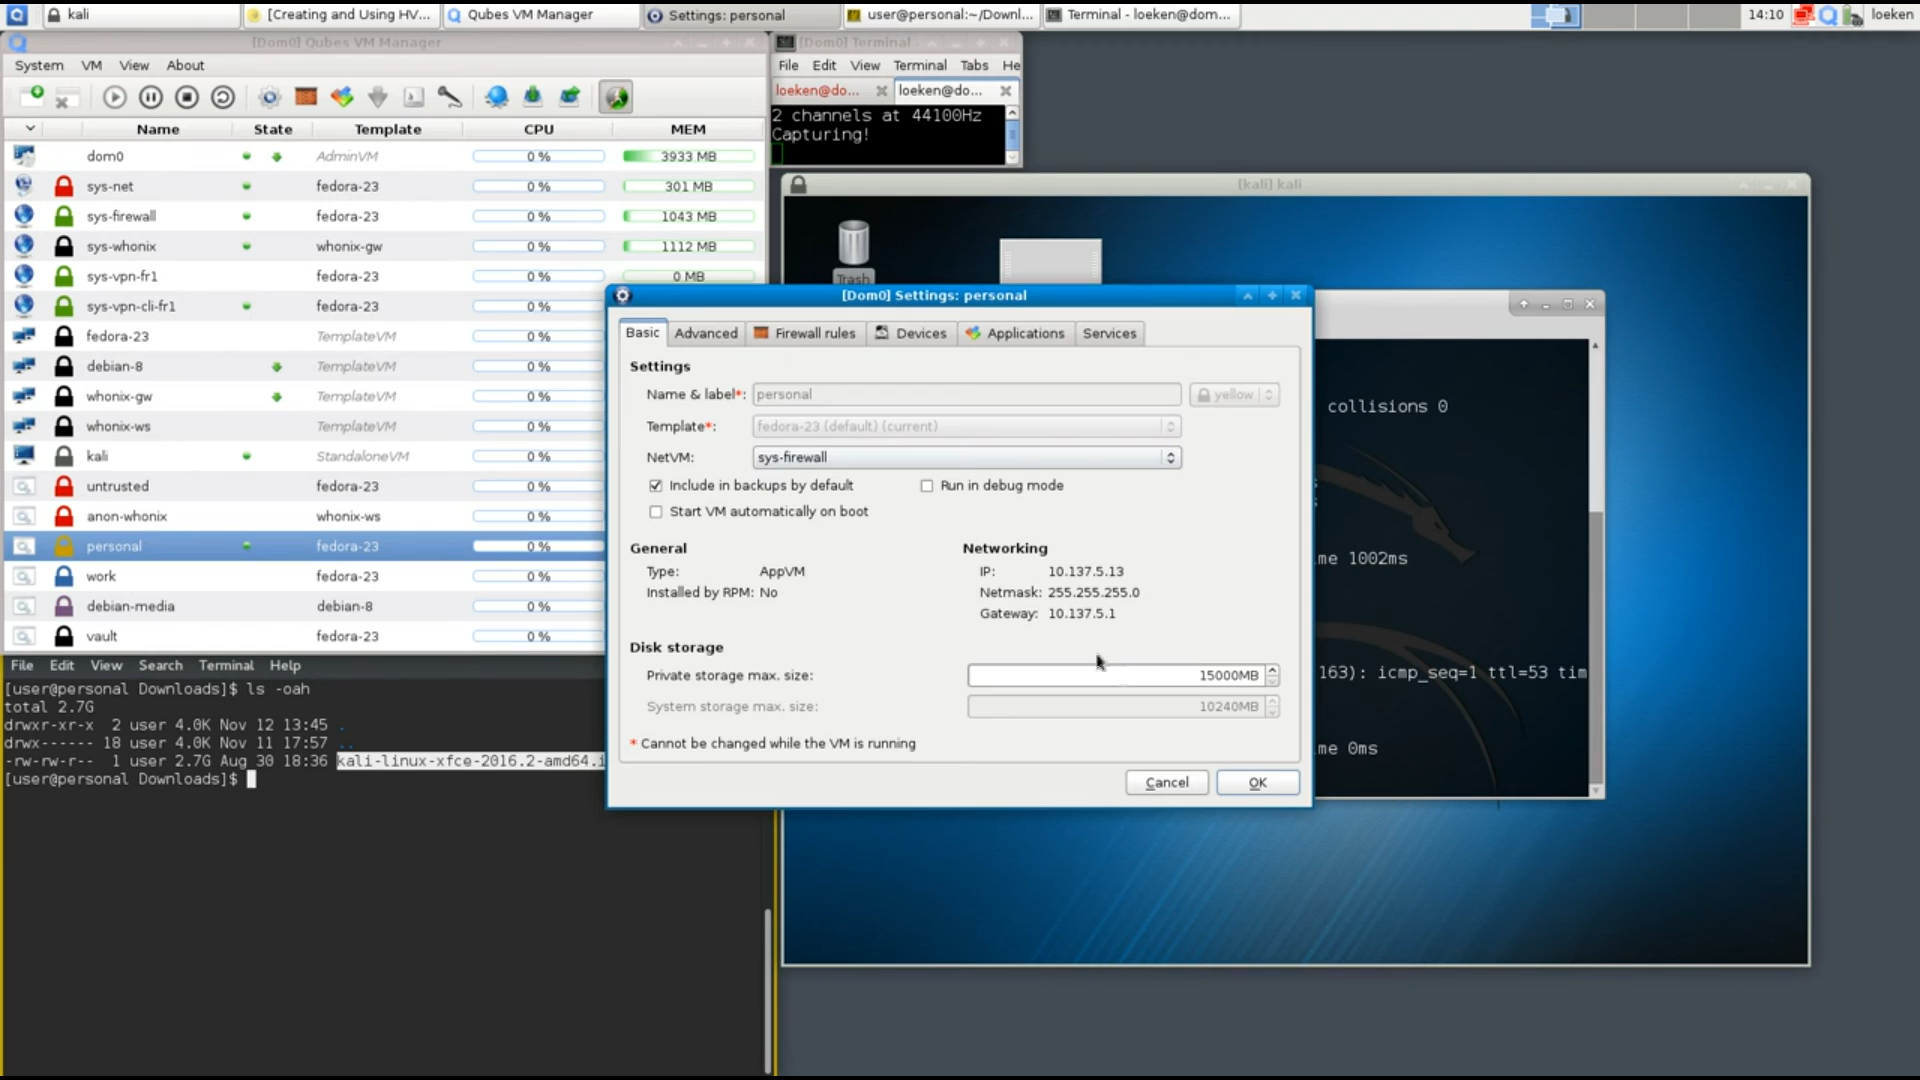 kali
[Creating and Using HV...
Qubes VM Manager
Settings: personal
user@personal:~/Downl...
Terminal - loeken@dom...
14:10
loeken
[Dom0] Qubes VM Manager
System VM View About
Name State Template CPU MEM
dom0 AdminVM 0 % 3933 MB
sys-net fedora-23 0 % 301 MB
sys-firewall fedora-23 0 % 1043 MB
sys-whonix whonix-gw 0 % 1112 MB
sys-vpn-fr1 fedora-23 0 % 0 MB
sys-vpn-cli-fr1 fedora-23 0 %
fedora-23 TemplateVM 0 %
debian-8 TemplateVM 0 %
whonix-gw TemplateVM 0 %
whonix-ws TemplateVM 0 %
kali StandaloneVM 0 %
untrusted fedora-23 0 %
anon-whonix whonix-ws 0 %
personal fedora-23 0 %
work fedora-23 0 %
debian-media debian-8 0 %
vault fedora-23 0 %
[Dom0] Terminal
File Edit View Terminal Tabs He
loeken@do... loeken@do...
2 channels at 44100Hz
Capturing!
[kali] kali
Trash
[Dom0] Settings: personal
Basic Advanced Firewall rules Devices Applications Services
Settings
Name & label*: personal yellow
Template*: fedora-23 (default) (current)
NetVM: sys-firewall
Include in backups by default Run in debug mode
Start VM automatically on boot
General Networking
Type: AppVM IP: 10.137.5.13
Installed by RPM: No Netmask: 255.255.255.0
Gateway: 10.137.5.1
Disk storage
Private storage max. size: 15000MB
System storage max. size: 10240MB
* Cannot be changed while the VM is running
Cancel OK
collisions 0
me 1002ms
163): icmp_seq=1 ttl=53 tim
me 0ms
File Edit View Search Terminal Help
[user@personal Downloads]$ ls -oah
total 2.7G
drwxr-xr-x 2 user 4.0K Nov 12 13:45 .
drwx------ 18 user 4.0K Nov 11 17:57 ..
-rw-rw-r-- 1 user 2.7G Aug 30 18:36 kali-linux-xfce-2016.2-amd64.i
[user@personal Downloads]$